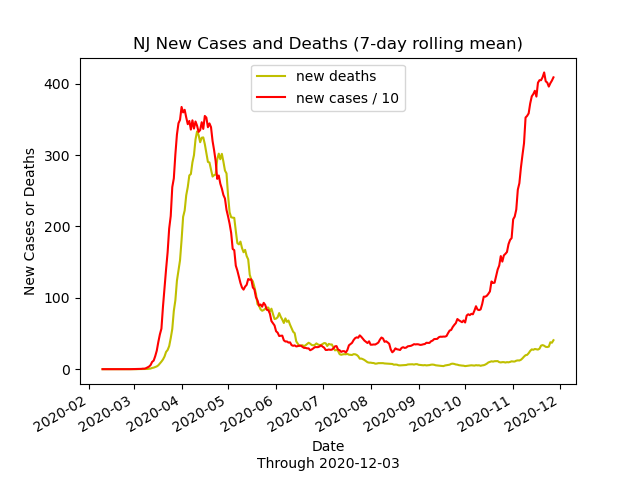 NJ New Cases and Deaths (7-day rolling mean)
new deaths
new cases / 10
400
300
200
100
0
New Cases or Deaths
2020-02
2020-03
2020-04
2020-05
2020-06
2020-07
2020-08
2020-09
2020-10
2020-11
2020-12
Date
Through 2020-12-03